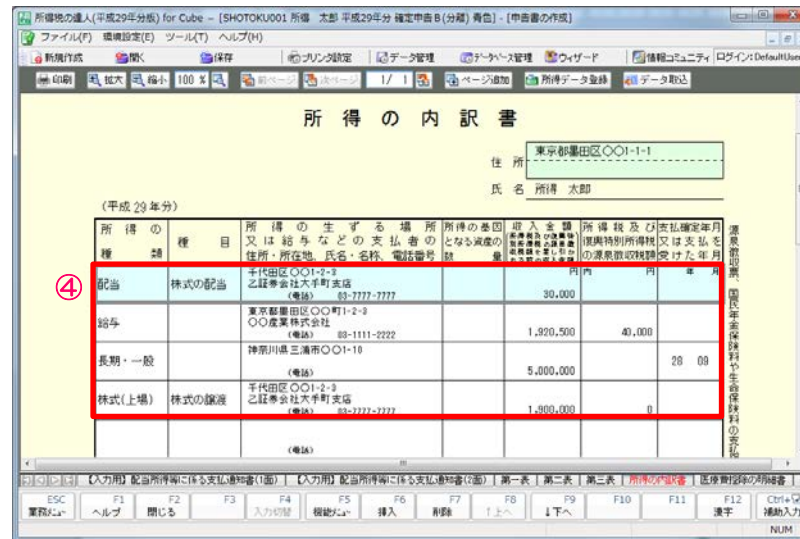 所得税の達人(平成29年分版) for Cube - [SHOTOKU001 所得 太郎 平成29年分 確定申告B(分離) 青色] - [申告書の作成]
ファイル(F) 環境設定(E) ツール(T) ヘルプ(H)
新規作成 開く 保存 プリンタ設定 データ管理 データベース管理 ウィザード 情報コミュニティ ログイン:DefaultUser
印刷 拡大 縮小 100 % 前ページ 次ページ 1/ 1 ページ追加 所得データ登録 データ取込
所得の内訳書
住所 東京都墨田区〇〇1-1-1
氏名 所得 太郎
(平成 29 年分)
所得の種類 種目 所得の生ずる場所又は給与などの支払者の住所・所在地、氏名・名称、電話番号 所得の基因となる資産の数量 収入金額 所得税及び復興特別所得税の源泉徴収税額 支払確定年月又は支払を受けた年月
円 内 円 年 月
④
配当 株式の配当 千代田区〇〇1-2-3
乙証券会社大手町支店
(電話) 03-7777-7777 30,000
給与 東京都墨田区〇〇町1-2-3
〇〇産業株式会社
(電話) 03-1111-2222 1,920,500 40,000
長期・一般 神奈川県三浦市〇〇1-10
(電話) 5,000,000 28 09
株式(上場) 株式の譲渡 千代田区〇〇1-2-3
乙証券会社大手町支店
(電話) 03-7777-7777 1,900,000 0
(電話)
源泉徴収票、国民年金保険料や生命保険料の支払
【入力用】配当所得等に係る支払通知書(1面) 【入力用】配当所得等に係る支払通知書(2面) 第一表 第二表 第三表 所得の内訳書 医療費控除の明細書
ESC F1 F2 F3 F4 F5 F6 F7 F8 F9 F10 F11 F12
業務メニュー ヘルプ 閉じる 入力切替 機能メニュー 挿入 削除 ↑上へ ↓下へ 漢字 補助入力
NUM